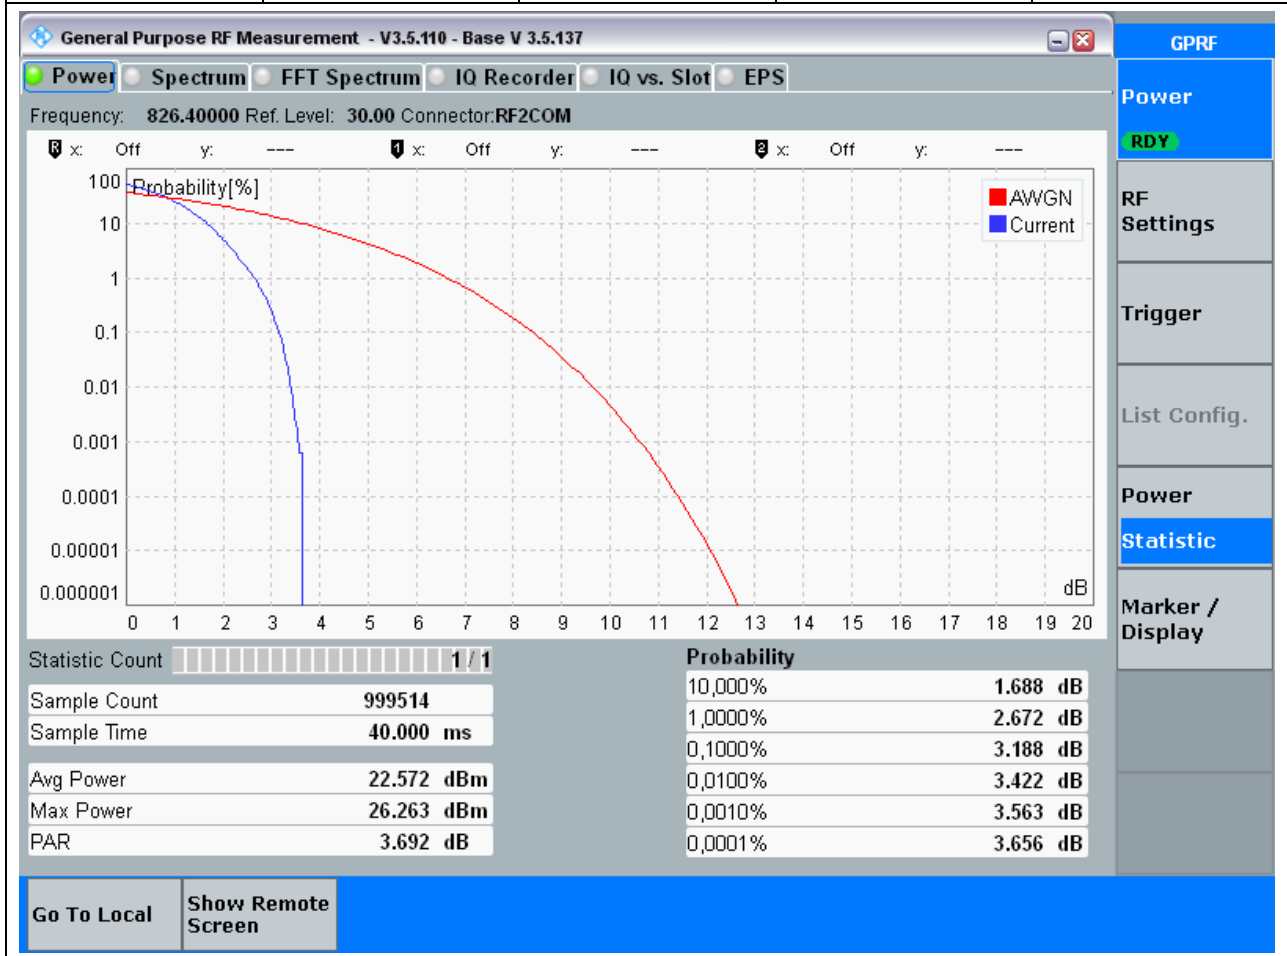 General Purpose RF Measurement - V3.5.110 - Base V 3.5.137
GPRF
Power Spectrum FFT Spectrum IQ Recorder IQ vs. Slot EPS
Power
RDY
Frequency: 826.40000 Ref. Level: 30.00 Connector:RF2COM
R x: Off y: --- 1 x: Off y: --- 2 x: Off y: ---
Probability[%]
AWGN
Current
100
10
1
0.1
0.01
0.001
0.0001
0.00001
0.000001
dB
0 1 2 3 4 5 6 7 8 9 10 11 12 13 14 15 16 17 18 19 20
RF
Settings
Trigger
List Config.
Power
Statistic
Marker /
Display
Statistic Count 1 / 1
Sample Count 999514
Sample Time 40.000 ms
Avg Power 22.572 dBm
Max Power 26.263 dBm
PAR 3.692 dB
Probability
10,000% 1.688 dB
1,0000% 2.672 dB
0,1000% 3.188 dB
0,0100% 3.422 dB
0,0010% 3.563 dB
0,0001% 3.656 dB
Go To Local
Show Remote
Screen